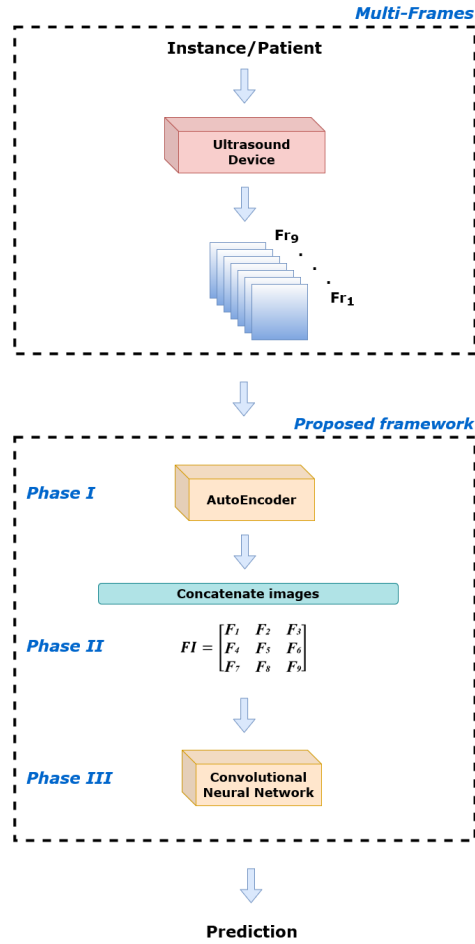 Multi-Frames
Instance/Patient
Ultrasound
Device
Fr9
. . .
Fr1
Proposed framework
Phase I
AutoEncoder
Concatenate images
Phase II
FI = [F1 F2 F3
F4 F5 F6
F7 F8 F9]
Phase III
Convolutional
Neural Network
Prediction